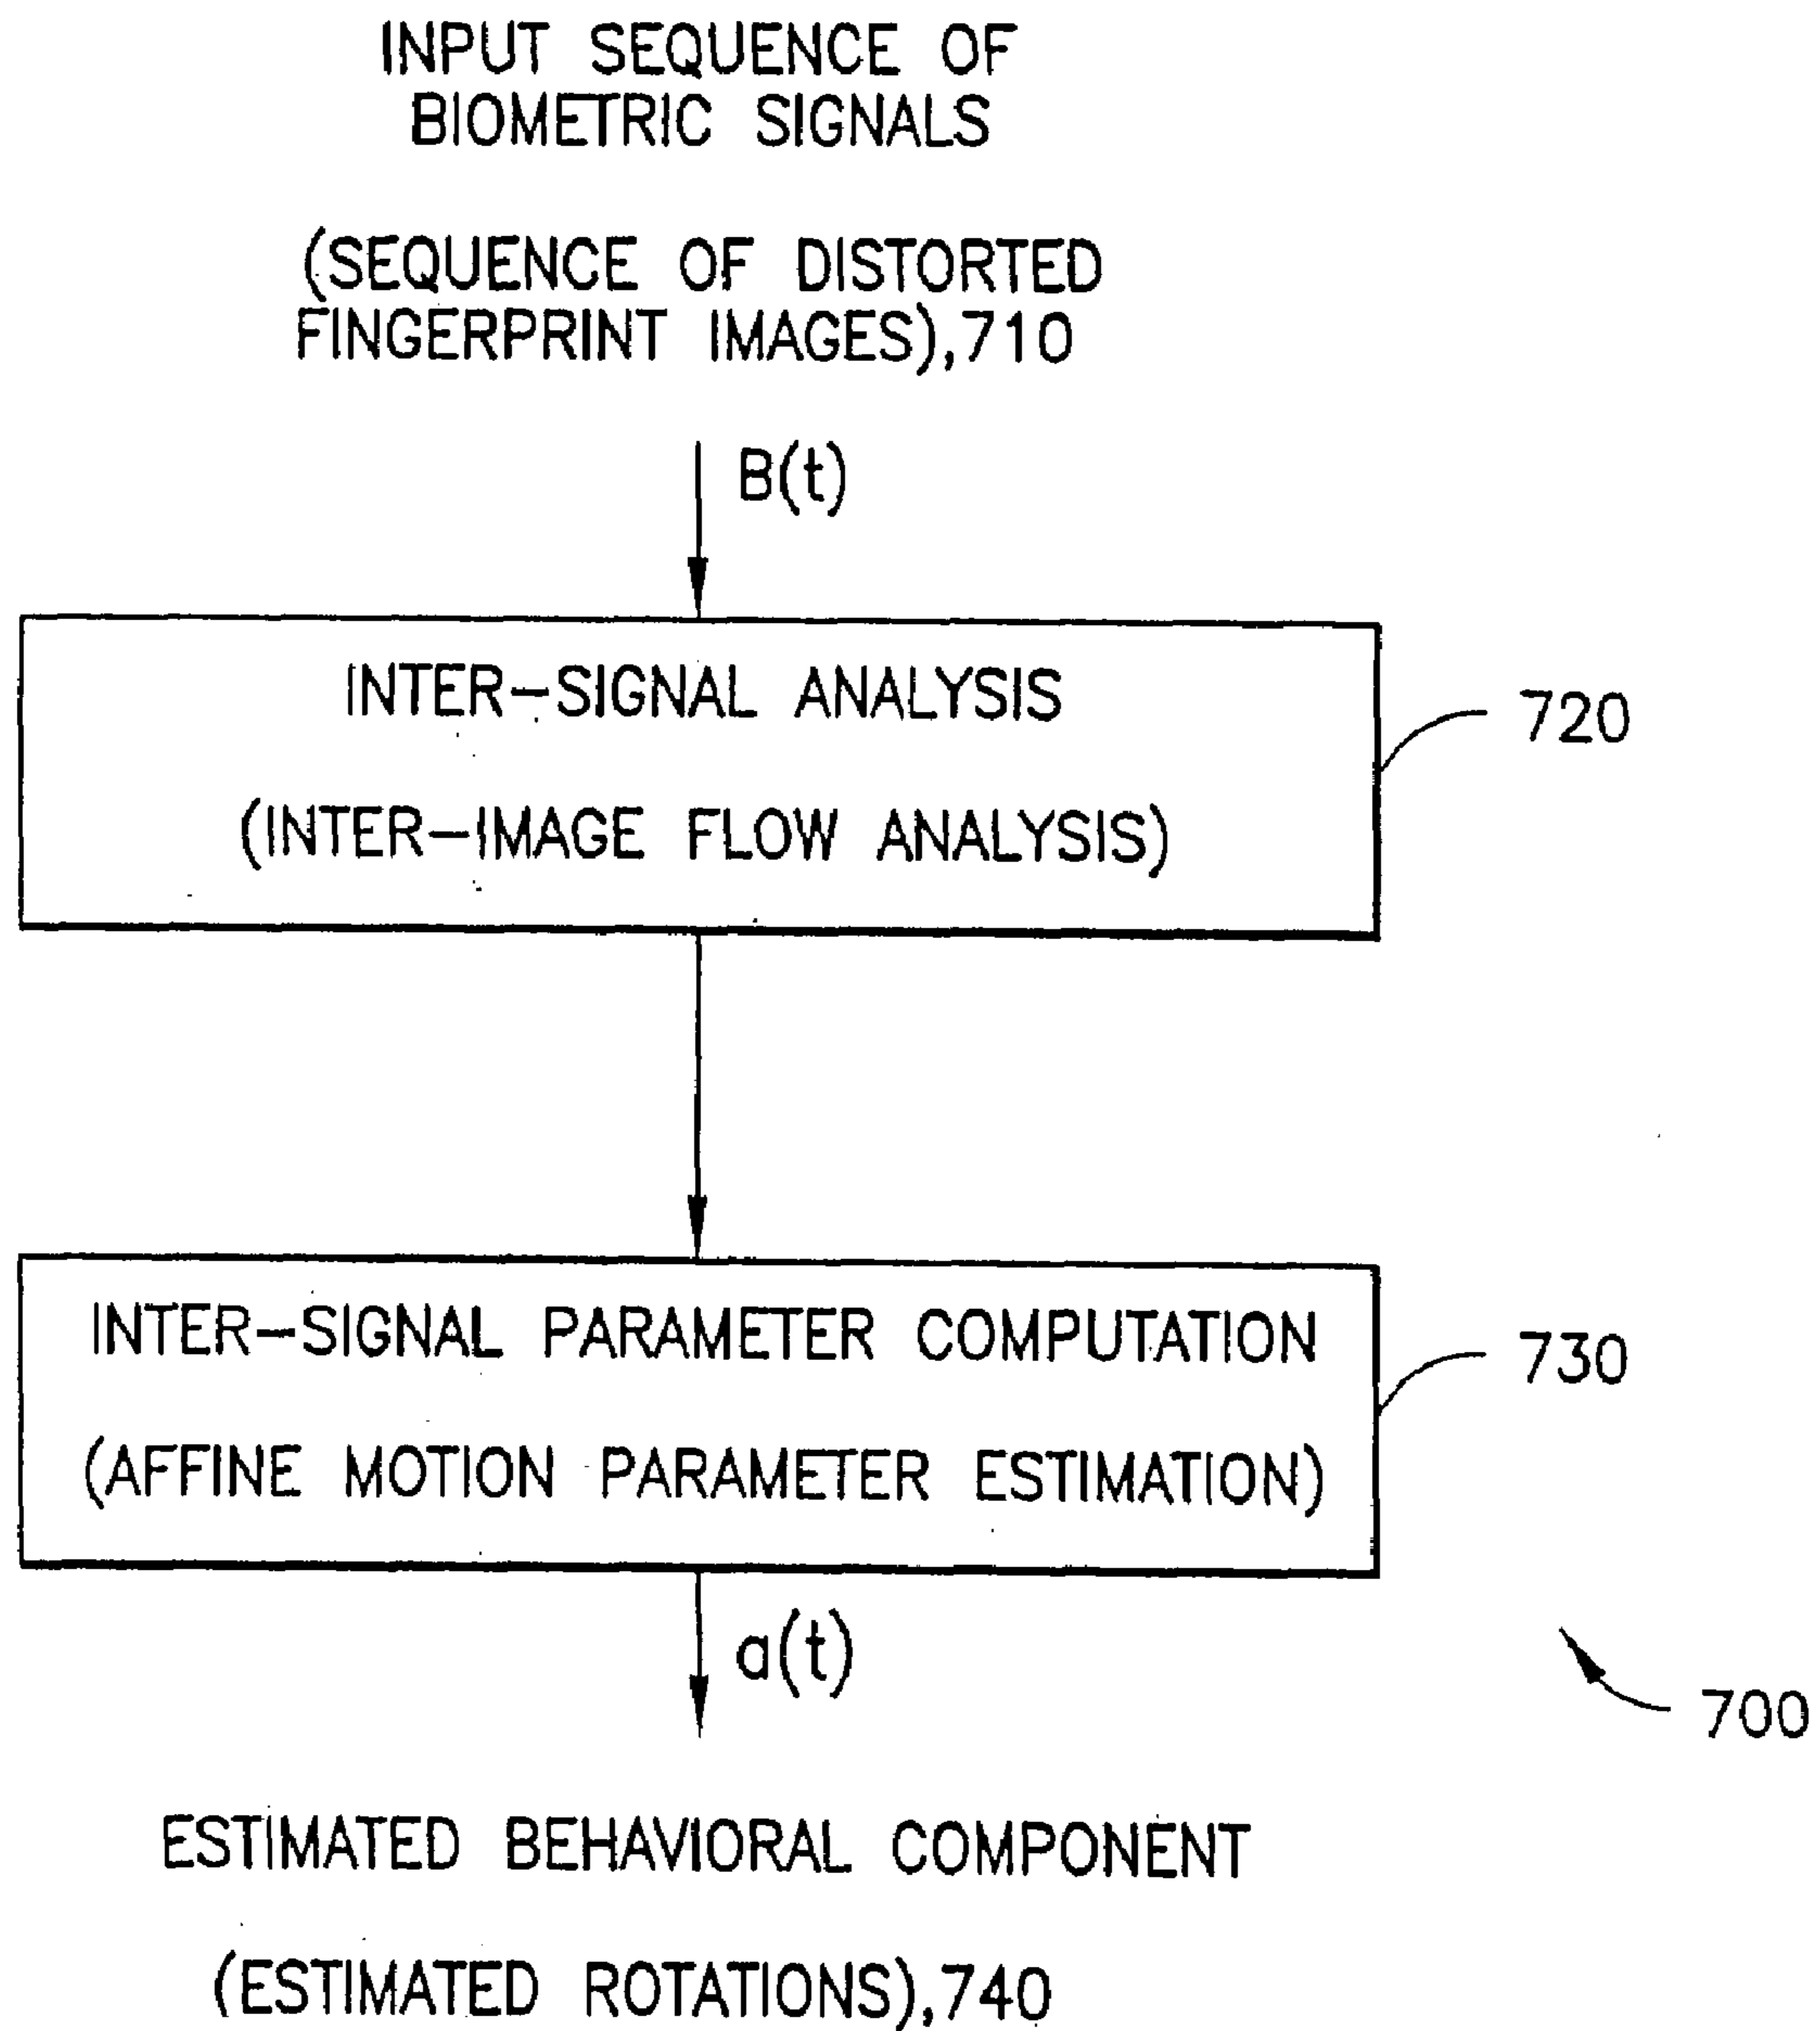 INPUT SEQUENCE OF
BIOMETRIC SIGNALS
(SEQUENCE OF DISTORTED
FINGERPRINT IMAGES),710
B(t)
INTER-SIGNAL ANALYSIS
(INTER-IMAGE FLOW ANALYSIS)
720
INTER-SIGNAL PARAMETER COMPUTATION
(AFFINE MOTION PARAMETER ESTIMATION)
730
a(t)
700
ESTIMATED BEHAVIORAL COMPONENT
(ESTIMATED ROTATIONS),740